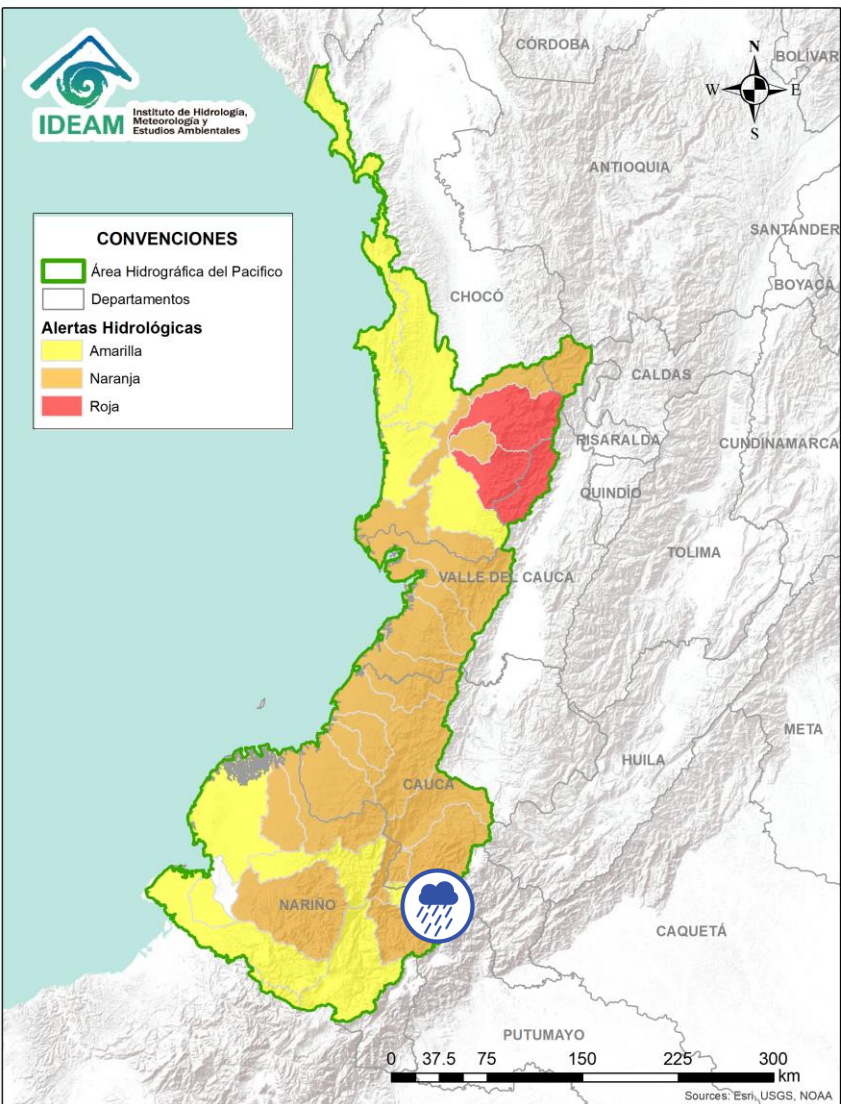 IDEAM
Instituto de Hidrología,
Meteorología y
Estudios Ambientales
CÓRDOBA
N
BOLÍVAR
W
E
S
ANTIOQUIA
SANTANDER
CONVENCIONES
Área Hidrográfica del Pacifico
Departamentos
Alertas Hidrológicas
Amarilla
Naranja
Roja
BOYACÁ
CHOCÓ
CALDAS
RISARALDA
CUNDINAMARCA
QUINDÍO
TOLIMA
VALLE DEL CAUCA
META
HUILA
CAUCA
NARIÑO
CAQUETÁ
PUTUMAYO
0 37.5 75 150 225 300
km
Sources: Esri, USGS, NOAA